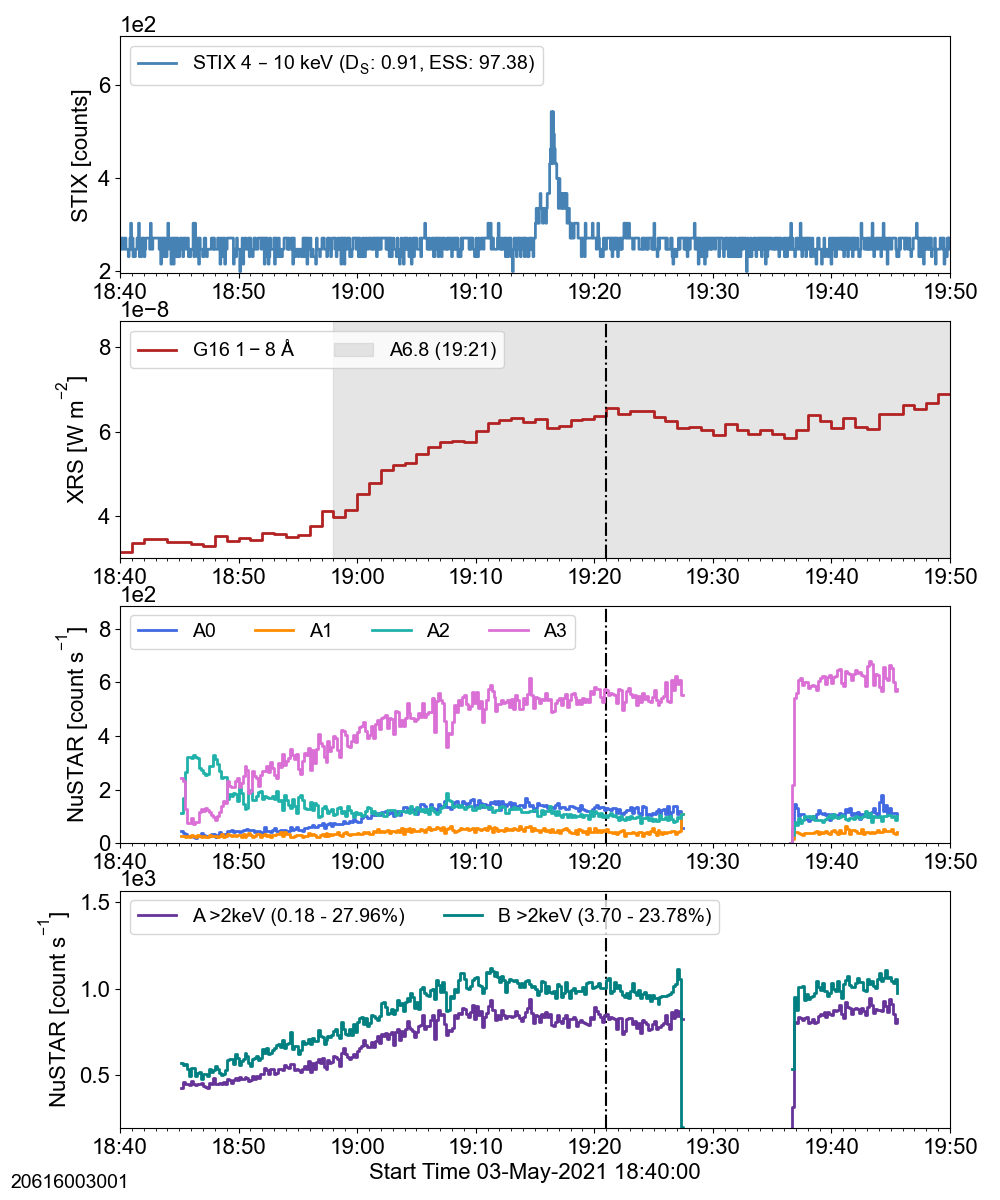 1e2
STIX 4 – 10 keV (D_S: 0.91, ESS: 97.38)
STIX [counts]
6
4
2
18:40 18:50 19:00 19:10 19:20 19:30 19:40 19:50
1e−8
G16 1 – 8 Å A6.8 (19:21)
XRS [W m⁻²]
8
6
4
18:40 18:50 19:00 19:10 19:20 19:30 19:40 19:50
1e2
A0 A1 A2 A3
NuSTAR [count s⁻¹]
8
6
4
2
0
18:40 18:50 19:00 19:10 19:20 19:30 19:40 19:50
1e3
A >2keV (0.18 - 27.96%) B >2keV (3.70 - 23.78%)
NuSTAR [count s⁻¹]
1.5
1.0
0.5
18:40 18:50 19:00 19:10 19:20 19:30 19:40 19:50
Start Time 03-May-2021 18:40:00
20616003001